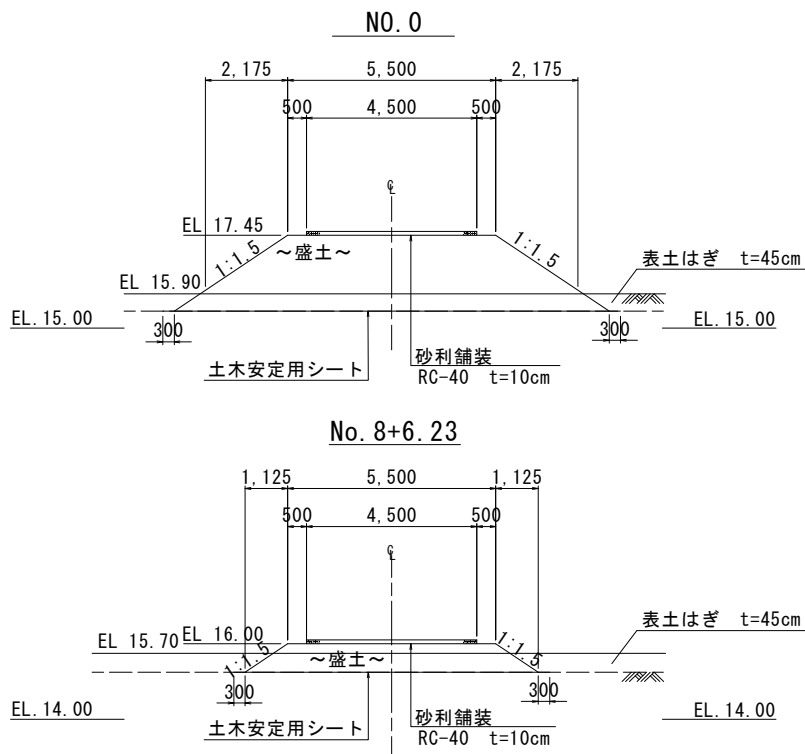 NO.0
2,175 5,500 2,175
500 4,500 500
℄
EL 17.45
1:1.5 ～盛土～ 1:1.5
表土はぎ t=45cm
EL 15.90
EL.15.00 EL.15.00
300 300
土木安定用シート 砂利舗装
RC-40 t=10cm
No.8+6.23
1,125 5,500 1,125
500 4,500 500
℄
表土はぎ t=45cm
EL 15.70 EL 16.00
1:1.5 ～盛土～ 1:1.5
300 300
EL.14.00 EL.14.00
土木安定用シート 砂利舗装
RC-40 t=10cm